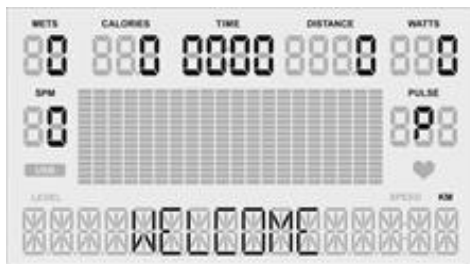 METS CALORIES TIME DISTANCE WATTS
0 0 0000 0 0
SPM PULSE
0 P
USB
LEVEL SPEED KM
WELCOME